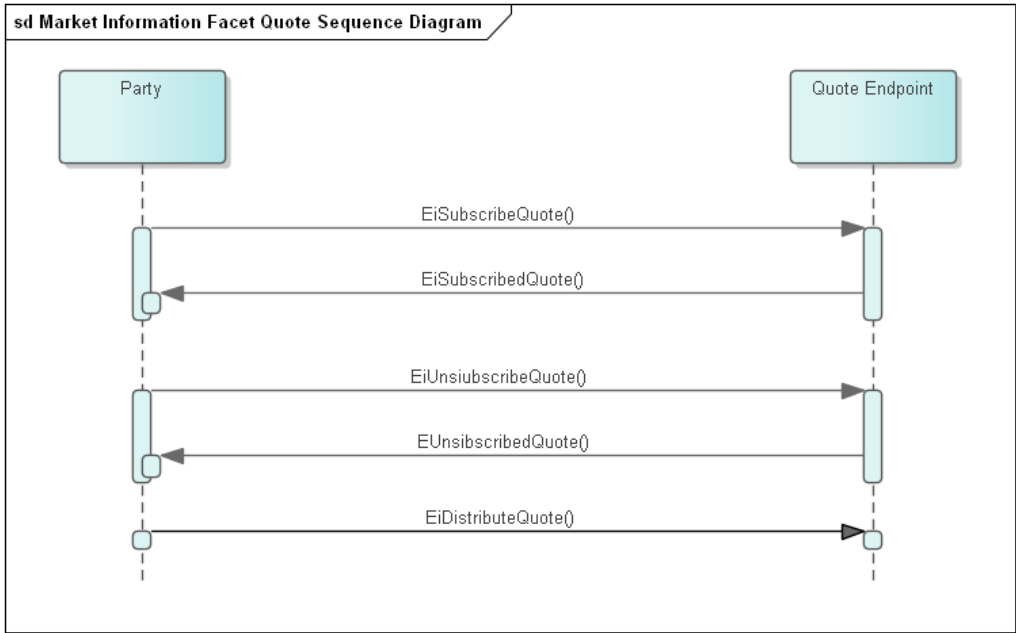 sd Market Information Facet Quote Sequence Diagram
Party
Quote Endpoint
EiSubscribeQuote()
EiSubscribedQuote()
EiUnsiubscribeQuote()
EUnsibscribedQuote()
EiDistributeQuote()